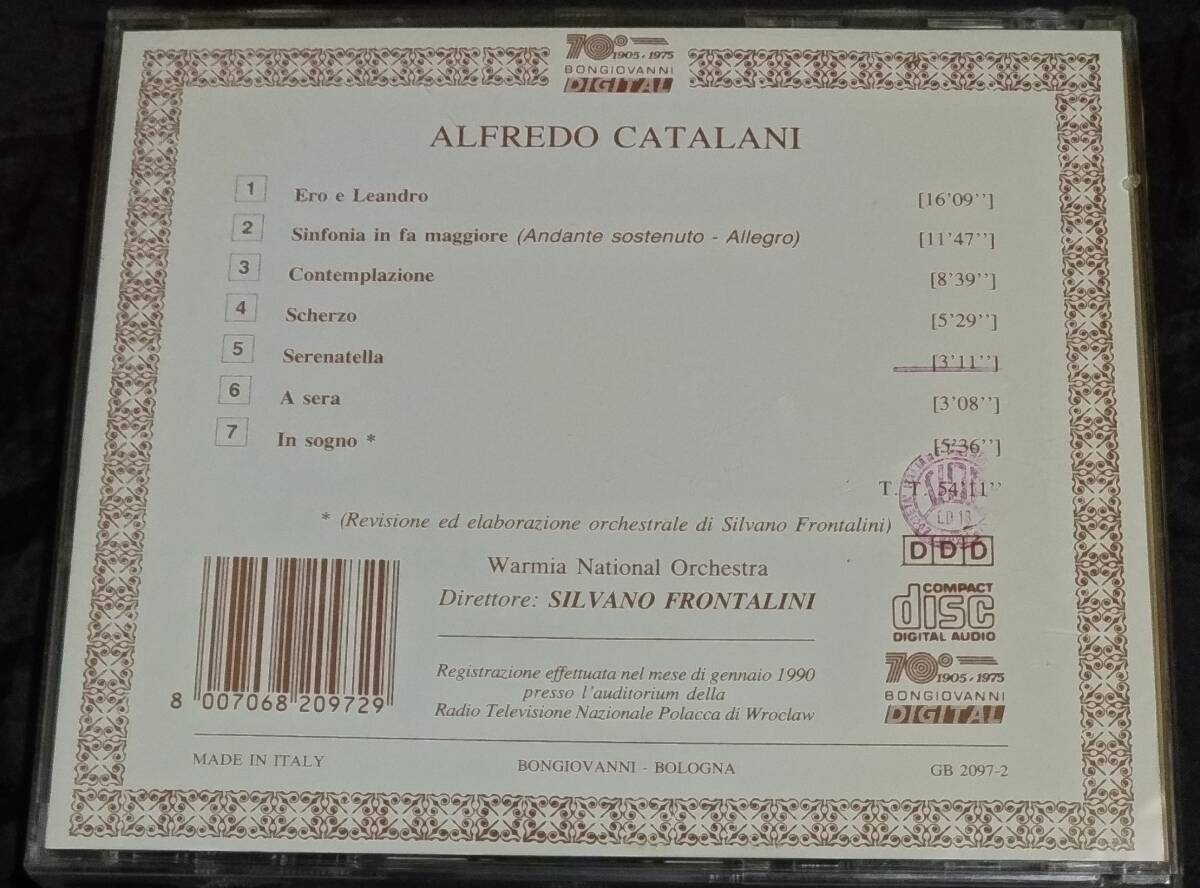 70° 1905 - 1975
BONGIOVANNI
DIGITAL
ALFREDO CATALANI
1 Ero e Leandro [16'09'']
2 Sinfonia in fa maggiore (Andante sostenuto - Allegro) [11'47'']
3 Contemplazione [8'39'']
4 Scherzo [5'29'']
5 Serenatella [3'11'']
6 A sera [3'08'']
7 In sogno * [5'36'']
T. T. 54'11''
* (Revisione ed elaborazione orchestrale di Silvano Frontalini)
DDD
Warmia National Orchestra
Direttore: SILVANO FRONTALINI
COMPACT
disc
DIGITAL AUDIO
Registrazione effettuata nel mese di gennaio 1990
presso l'auditorium della
Radio Televisione Nazionale Polacca di Wroclaw
70° 1905 - 1975
BONGIOVANNI
DIGITAL
8 007068 209729
MADE IN ITALY BONGIOVANNI - BOLOGNA GB 2097-2